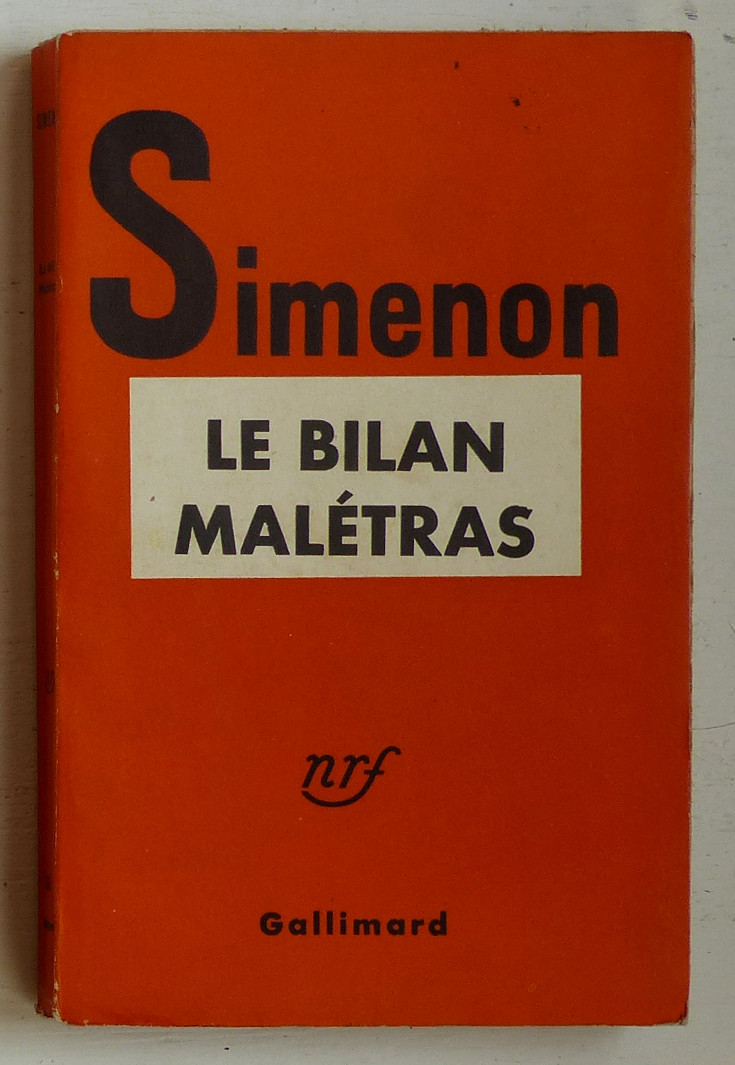 Simenon
LE BILAN
MALÉTRAS
nrf
Gallimard